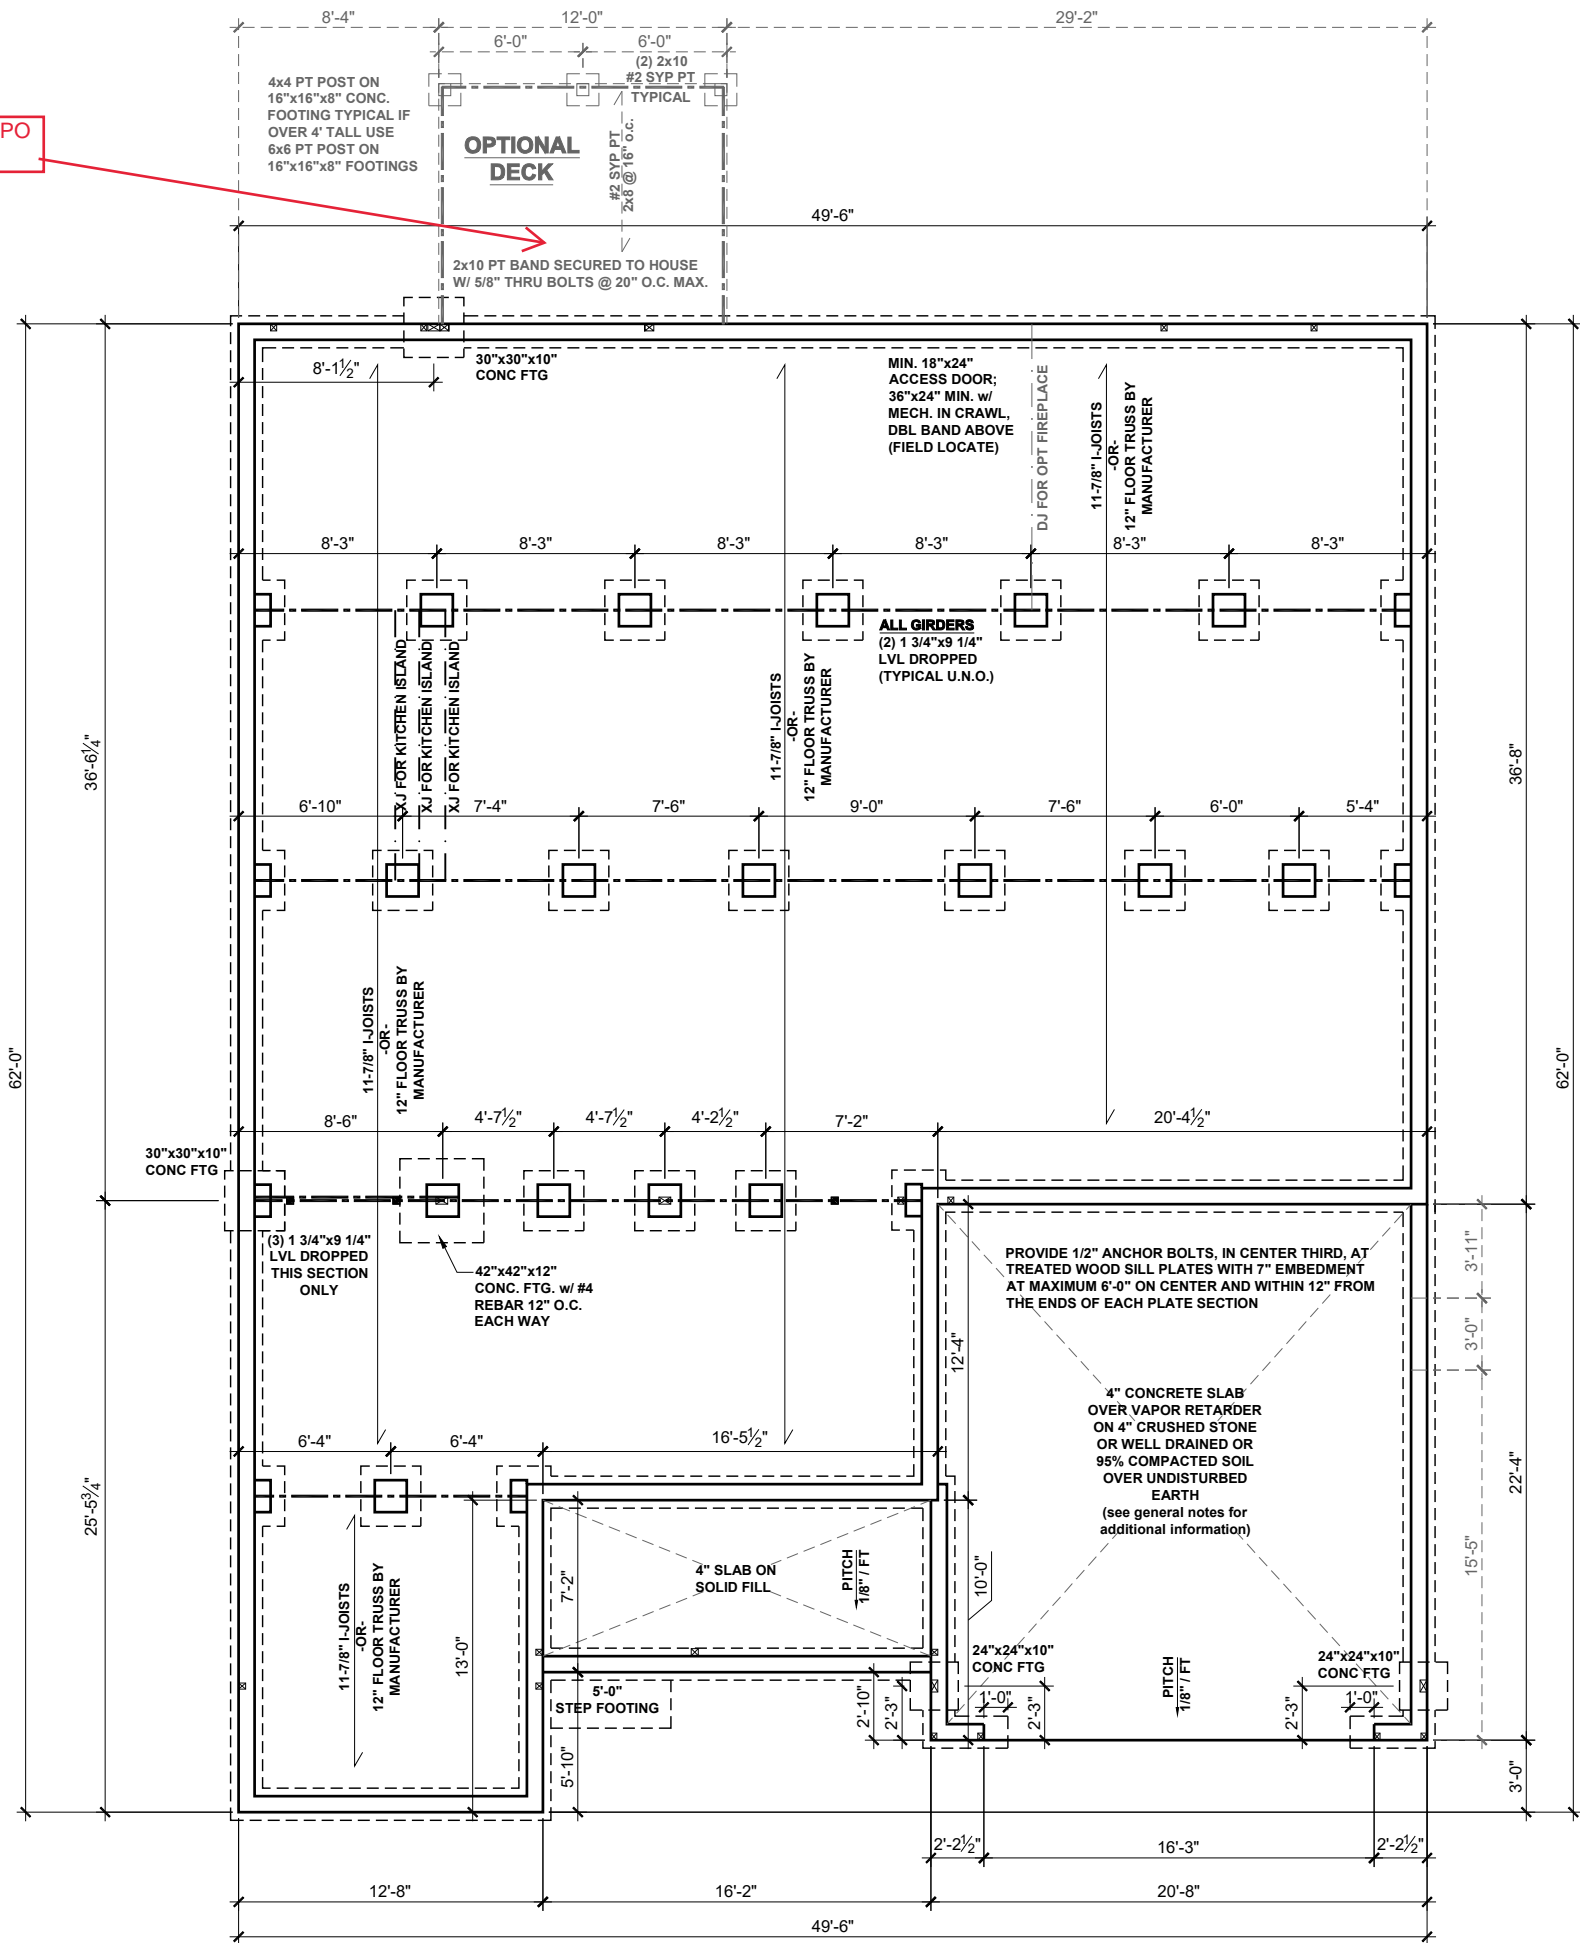 8'-4"
12'-0"
29'-2"
6'-0"
6'-0"
(2) 2x10
#2 SYP PT
TYPICAL
4x4 PT POST ON
16"x16"x8" CONC.
FOOTING TYPICAL IF
OVER 4' TALL USE
6x6 PT POST ON
16"x16"x8" FOOTINGS
PO
OPTIONAL
DECK
#2 SYP PT
2x8 @ 16" o.c.
49'-6"
2x10 PT BAND SECURED TO HOUSE
W/ 5/8" THRU BOLTS @ 20" O.C. MAX.
8'-1½"
30"x30"x10"
CONC FTG
MIN. 18"x24"
ACCESS DOOR;
36"x24" MIN. w/
MECH. IN CRAWL,
DBL BAND ABOVE
(FIELD LOCATE)
DJ FOR OPT FIREPLACE
11-7/8" I-JOISTS
-OR-
12" FLOOR TRUSS BY
MANUFACTURER
8'-3"
8'-3"
8'-3"
8'-3"
8'-3"
8'-3"
ALL GIRDERS
(2) 1 3/4"x9 1/4"
LVL DROPPED
(TYPICAL U.N.O.)
XJ FOR KITCHEN ISLAND
XJ FOR KITCHEN ISLAND
XJ FOR KITCHEN ISLAND
11-7/8" I-JOISTS
-OR-
12" FLOOR TRUSS BY
MANUFACTURER
36'-6¼"
36'-8"
6'-10"
7'-4"
7'-6"
9'-0"
7'-6"
6'-0"
5'-4"
11-7/8" I-JOISTS
-OR-
12" FLOOR TRUSS BY
MANUFACTURER
62'-0"
62'-0"
8'-6"
4'-7½"
4'-7½"
4'-2½"
7'-2"
20'-4½"
30"x30"x10"
CONC FTG
(3) 1 3/4"x9 1/4"
LVL DROPPED
THIS SECTION
ONLY
42"x42"x12"
CONC. FTG. w/ #4
REBAR 12" O.C.
EACH WAY
PROVIDE 1/2" ANCHOR BOLTS, IN CENTER THIRD, AT
TREATED WOOD SILL PLATES WITH 7" EMBEDMENT
AT MAXIMUM 6'-0" ON CENTER AND WITHIN 12" FROM
THE ENDS OF EACH PLATE SECTION
3'-11"
3'-0"
12'-4"
4" CONCRETE SLAB
OVER VAPOR RETARDER
ON 4" CRUSHED STONE
OR WELL DRAINED OR
95% COMPACTED SOIL
OVER UNDISTURBED
EARTH
(see general notes for
additional information)
6'-4"
6'-4"
16'-5½"
25'-5¾"
22'-4"
15'-5"
4" SLAB ON
SOLID FILL
PITCH
1/8" / FT
7'-2"
10'-0"
11-7/8" I-JOISTS
-OR-
12" FLOOR TRUSS BY
MANUFACTURER
13'-0"
5'-0"
STEP FOOTING
24"x24"x10"
CONC FTG
24"x24"x10"
CONC FTG
PITCH
1/8" / FT
1'-0"
1'-0"
2'-10"
2'-3"
2'-3"
2'-3"
5'-10"
3'-0"
2'-2½"
16'-3"
2'-2½"
12'-8"
16'-2"
20'-8"
49'-6"